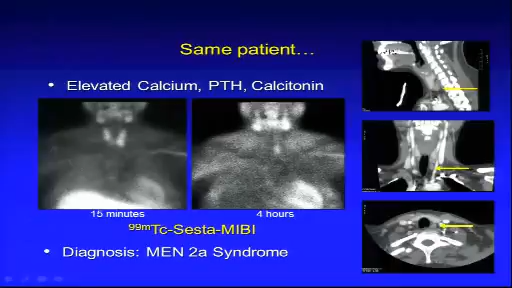 Same patient…
• Elevated Calcium, PTH, Calcitonin
15 minutes
4 hours
99mTc-Sesta-MIBI
• Diagnosis: MEN 2a Syndrome